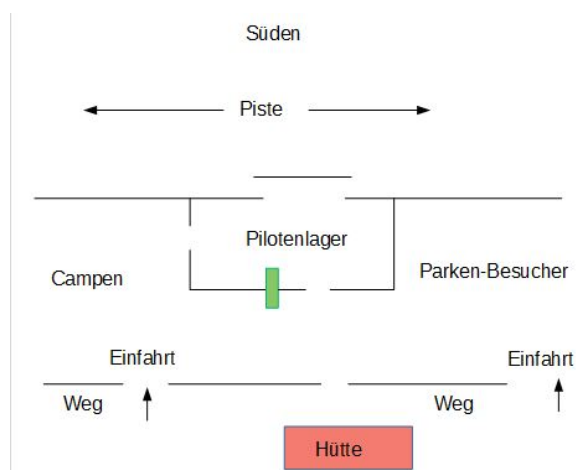 Süden
Piste
Pilotenlager
Campen
Parken-Besucher
Einfahrt
Einfahrt
Weg
Weg
Hütte